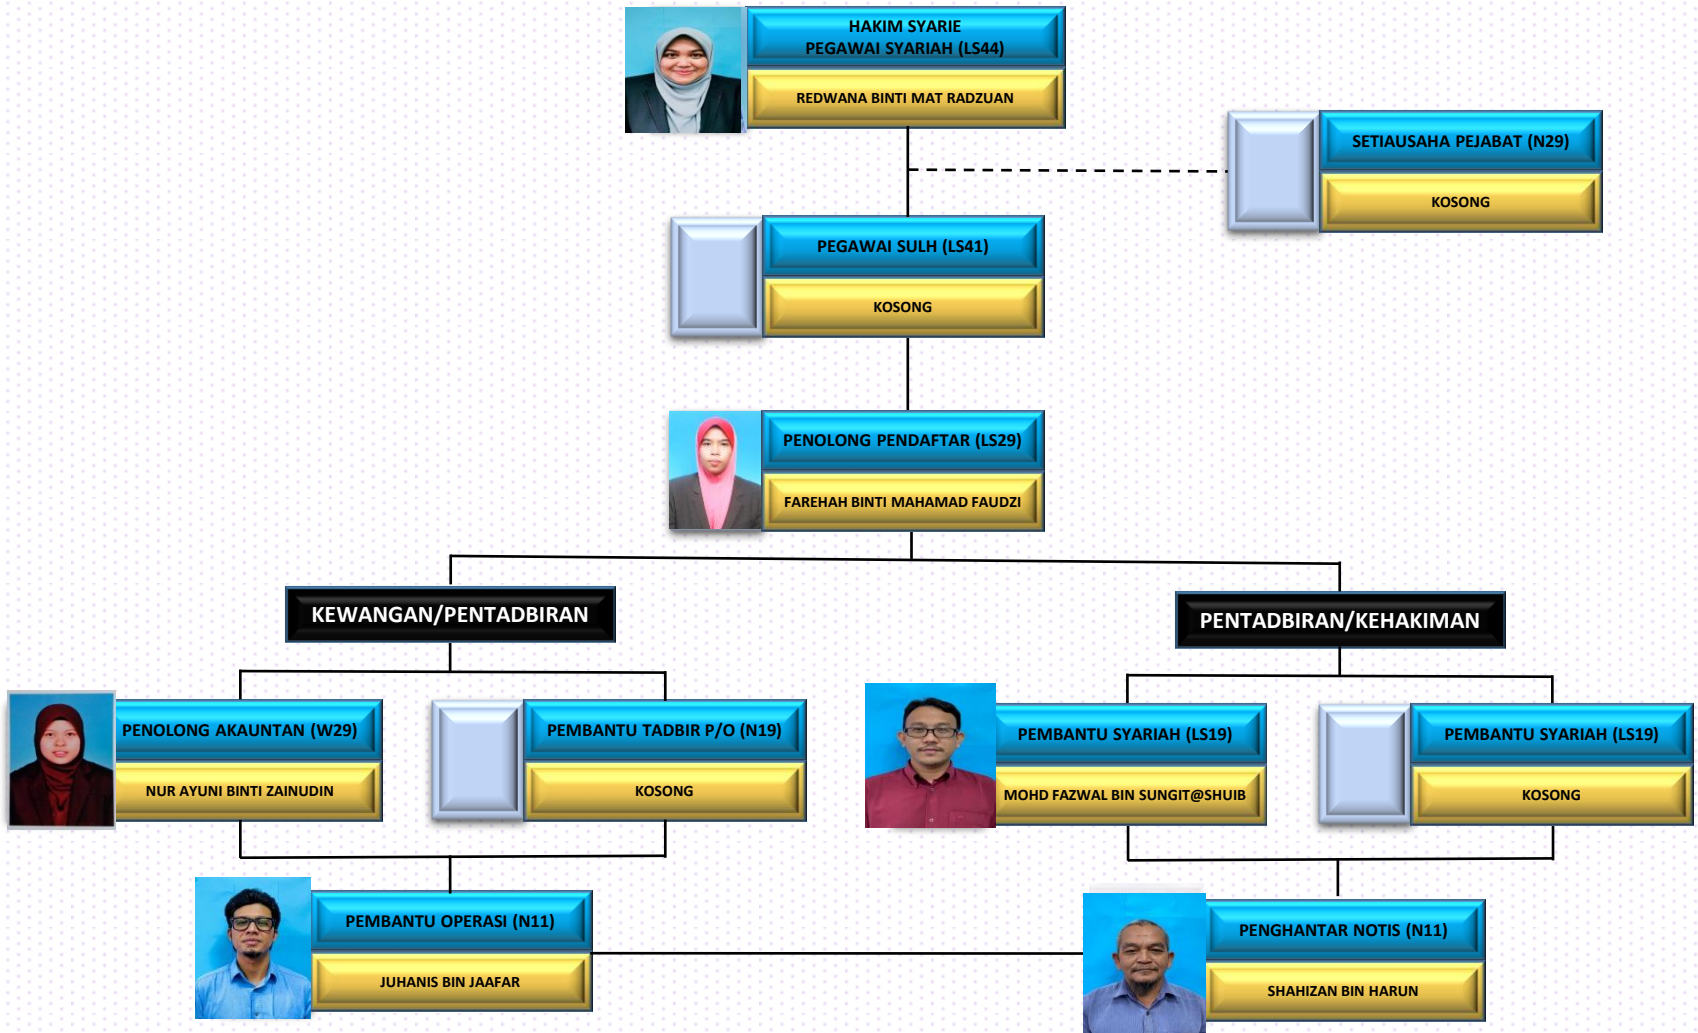 HAKIM SYARIE
PEGAWAI SYARIAH (LS44)
REDWANA BINTI MAT RADZUAN
SETIAUSAHA PEJABAT (N29)
KOSONG
PEGAWAI SULH (LS41)
KOSONG
PENOLONG PENDAFTAR (LS29)
FAREHAH BINTI MAHAMAD FAUDZI
KEWANGAN/PENTADBIRAN
PENTADBIRAN/KEHAKIMAN
PENOLONG AKAUNTAN (W29)
NUR AYUNI BINTI ZAINUDIN
PEMBANTU TADBIR P/O (N19)
KOSONG
PEMBANTU SYARIAH (LS19)
MOHD FAZWAL BIN SUNGIT@SHUIB
PEMBANTU SYARIAH (LS19)
KOSONG
PEMBANTU OPERASI (N11)
JUHANIS BIN JAAFAR
PENGHANTAR NOTIS (N11)
SHAHIZAN BIN HARUN